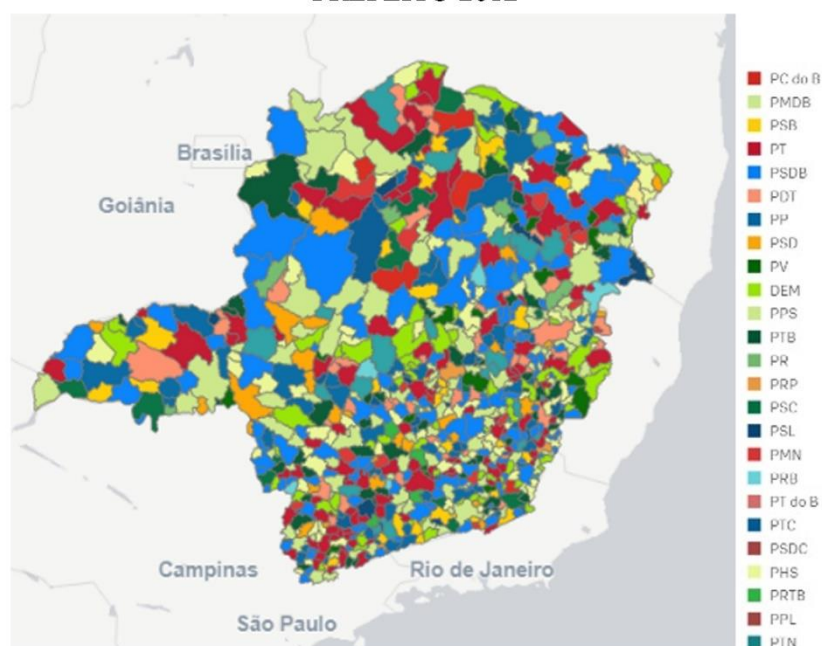 Brasília
Goiânia
Campinas
Rio de Janeiro
São Paulo
PC do B
PMDB
PSB
PT
PSDB
PDT
PP
PSD
PV
DEM
PPS
PTB
PR
PRP
PSC
PSL
PMN
PRB
PT do B
PTC
PSDC
PHS
PRTB
PPL
PTN